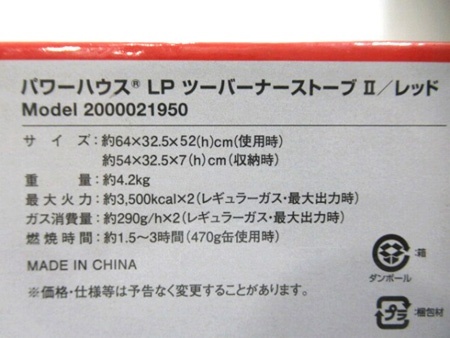 パワーハウス® LP ツーバーナーストーブ II／レッド
Model 2000021950
サイズ：約64×32.5×52(h)cm(使用時)
約54×32.5×7(h)cm(収納時)
重量：約4.2kg
最大火力：約3,500kcal×2(レギュラーガス・最大出力時)
ガス消費量：約290g/h×2(レギュラーガス・最大出力時)
燃焼時間：約1.5〜3時間(470g缶使用時)
MADE IN CHINA
※価格・仕様等は予告なく変更することがあります。
:箱
ダンボール
プラ :梱包材